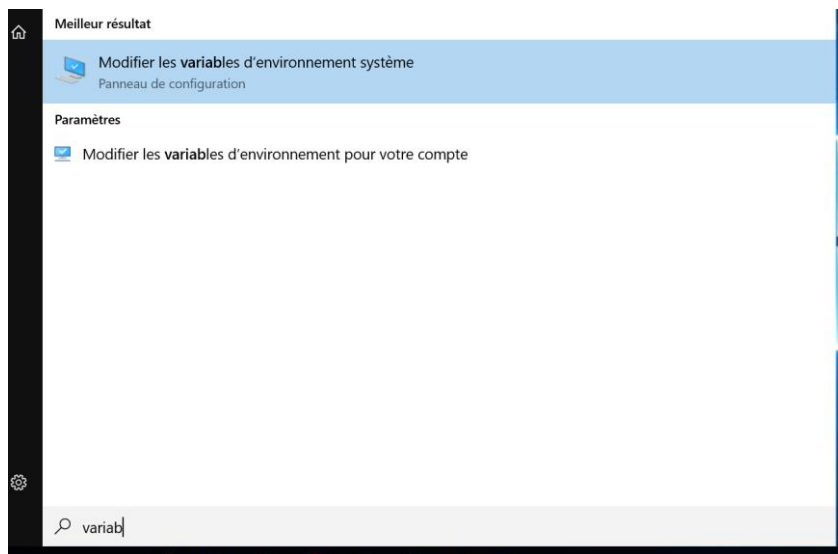 Meilleur résultat
Modifier les variables d’environnement système
Panneau de configuration
Paramètres
Modifier les variables d’environnement pour votre compte
variab